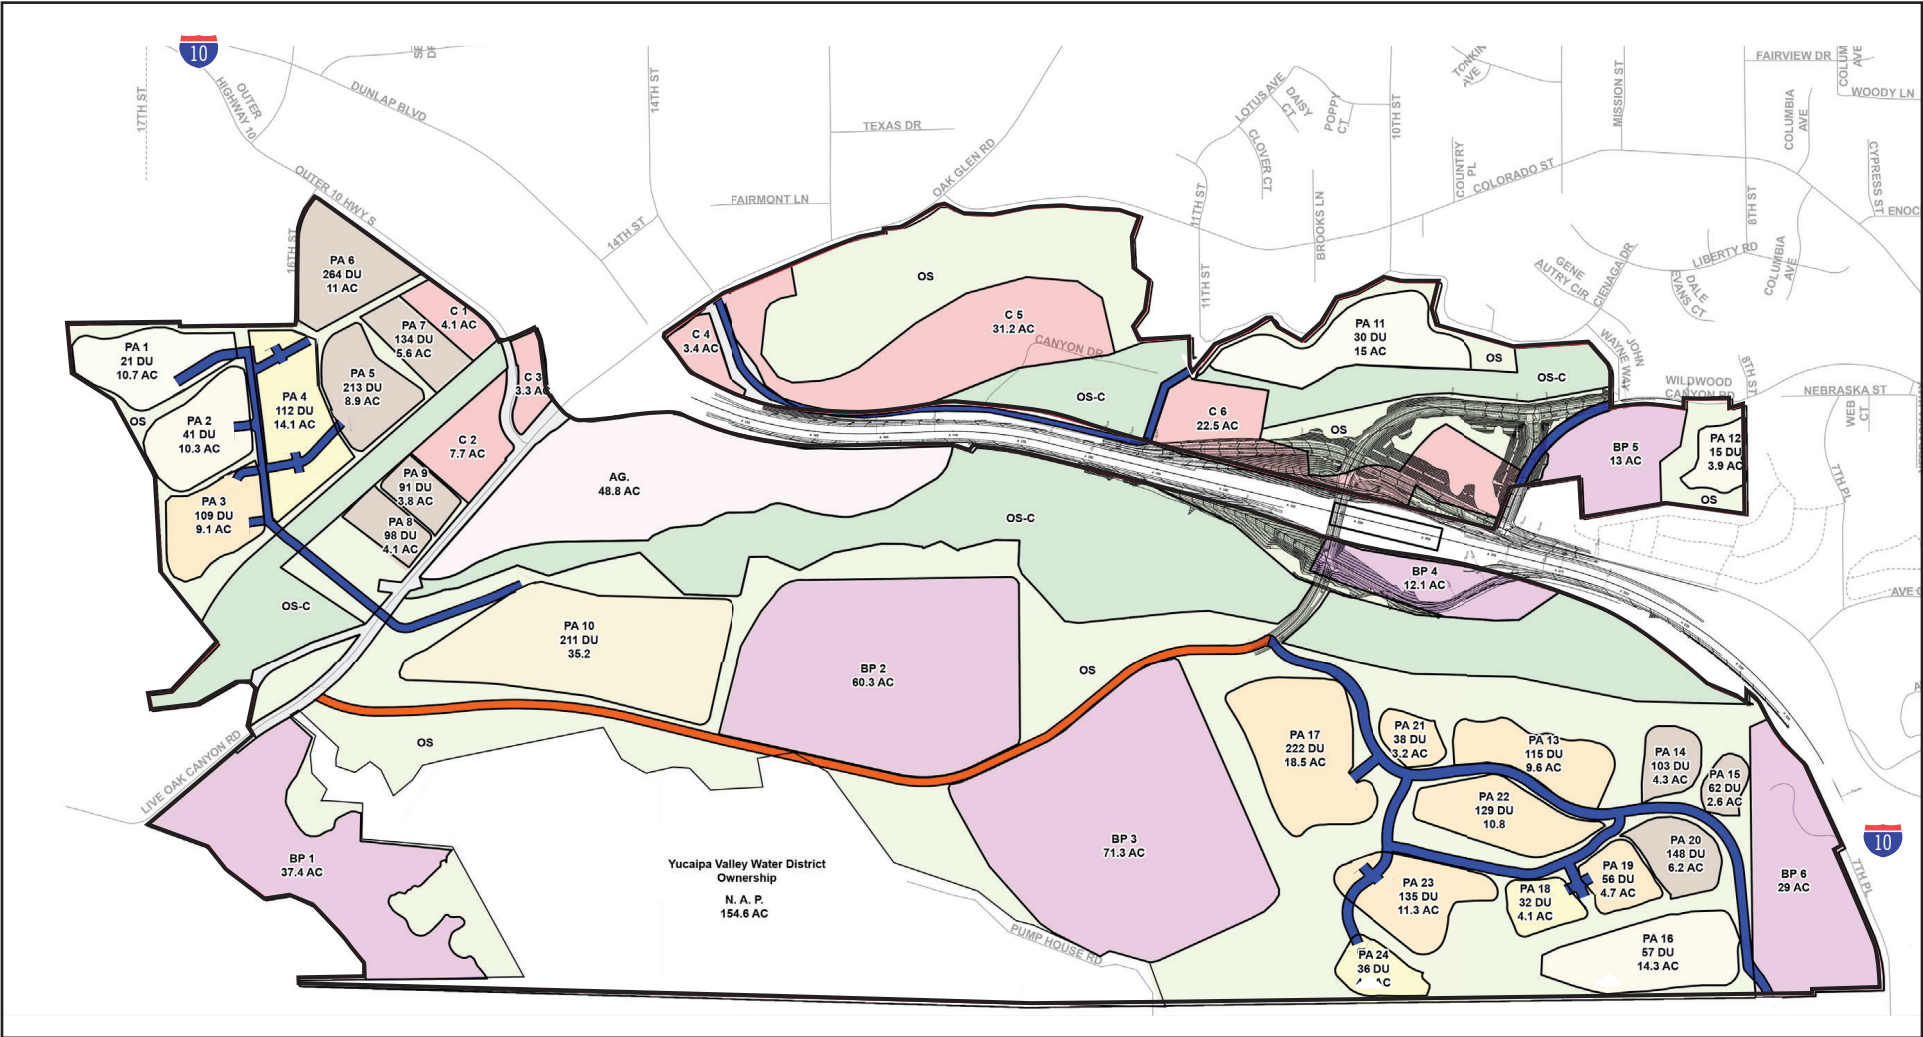 10
17TH ST
OUTER
HIGHWAY 10
DUNLAP BLVD
14TH ST
TEXAS DR
OAK GLEN RD
FAIRMONT LN
14TH ST
OUTER 10 HWY S
16TH ST
LOTUS AVE
DAISY
CT
POPPY
CT
CLOVER CT
10TH ST
TONKIN
AVE
MISSION ST
FAIRVIEW DR
COLUM
AVE
WOODY LN
COLUMBIA
AVE
COUNTRY
PL
COLORADO ST
CYPRESS ST
ENOC
11TH ST
BROOKS LN
11TH ST
8TH ST
LIBERTY RD
COLUMBIA
AVE
GENE
AUTRY CIR
CIENAGA DR
DALE
EVANS CT
JOHN
WAYNE WAY
8TH ST
WILDWOOD
CANYON RD
NEBRASKA ST
WEB
CT
7TH PL
AVE
PA 6
264 DU
11 AC
C 1
4.1 AC
PA 7
134 DU
5.6 AC
PA 1
21 DU
10.7 AC
PA 5
213 DU
8.9 AC
PA 4
112 DU
14.1 AC
OS
PA 2
41 DU
10.3 AC
C 3
3.3 AC
C 2
7.7 AC
PA 9
91 DU
3.8 AC
PA 3
109 DU
9.1 AC
PA 8
98 DU
4.1 AC
OS-C
C 4
3.4 AC
OS
C 5
31.2 AC
CANYON DR
OS-C
C 6
22.5 AC
OS
PA 11
30 DU
15 AC
OS
OS-C
BP 5
13 AC
PA 12
15 DU
3.9 AC
OS
AG.
48.8 AC
OS-C
BP 4
12.1 AC
PA 10
211 DU
35.2
BP 2
60.3 AC
OS
OS
LIVE OAK CANYON RD
BP 1
37.4 AC
Yucaipa Valley Water District
Ownership
N. A. P.
154.6 AC
BP 3
71.3 AC
PUMP HOUSE RD
PA 17
222 DU
18.5 AC
PA 21
38 DU
3.2 AC
PA 13
115 DU
9.6 AC
PA 14
103 DU
4.3 AC
PA 15
62 DU
2.6 AC
PA 22
129 DU
10.8
PA 20
148 DU
6.2 AC
PA 19
56 DU
4.7 AC
PA 18
32 DU
4.1 AC
PA 23
135 DU
11.3 AC
PA 24
36 DU
PA 16
57 DU
14.3 AC
BP 6
29 AC
10
7TH PL